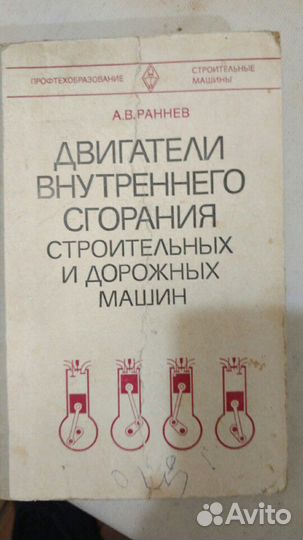 ПРОФТЕХОБРАЗОВАНИЕ
СТРОИТЕЛЬНЫЕ
МАШИНЫ
А.В.РАННЕВ
ДВИГАТЕЛИ
ВНУТРЕННЕГО
СГОРАНИЯ
СТРОИТЕЛЬНЫХ
И ДОРОЖНЫХ
МАШИН
Avito